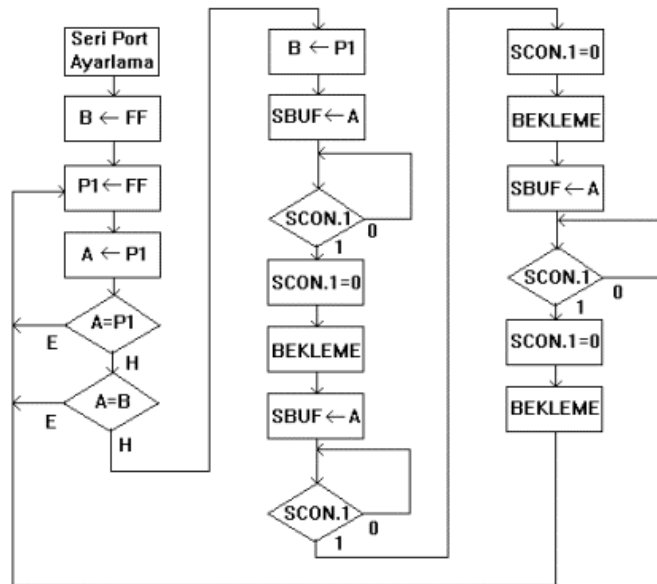 Seri Port
Ayarlama
B ← FF
P1 ← FF
A ← P1
A=P1
E
H
A=B
E
H
B ← P1
SBUF ← A
SCON.1
0
1
SCON.1=0
BEKLEME
SBUF ← A
SCON.1
0
1
SCON.1=0
BEKLEME
SBUF ← A
SCON.1
0
1
SCON.1=0
BEKLEME